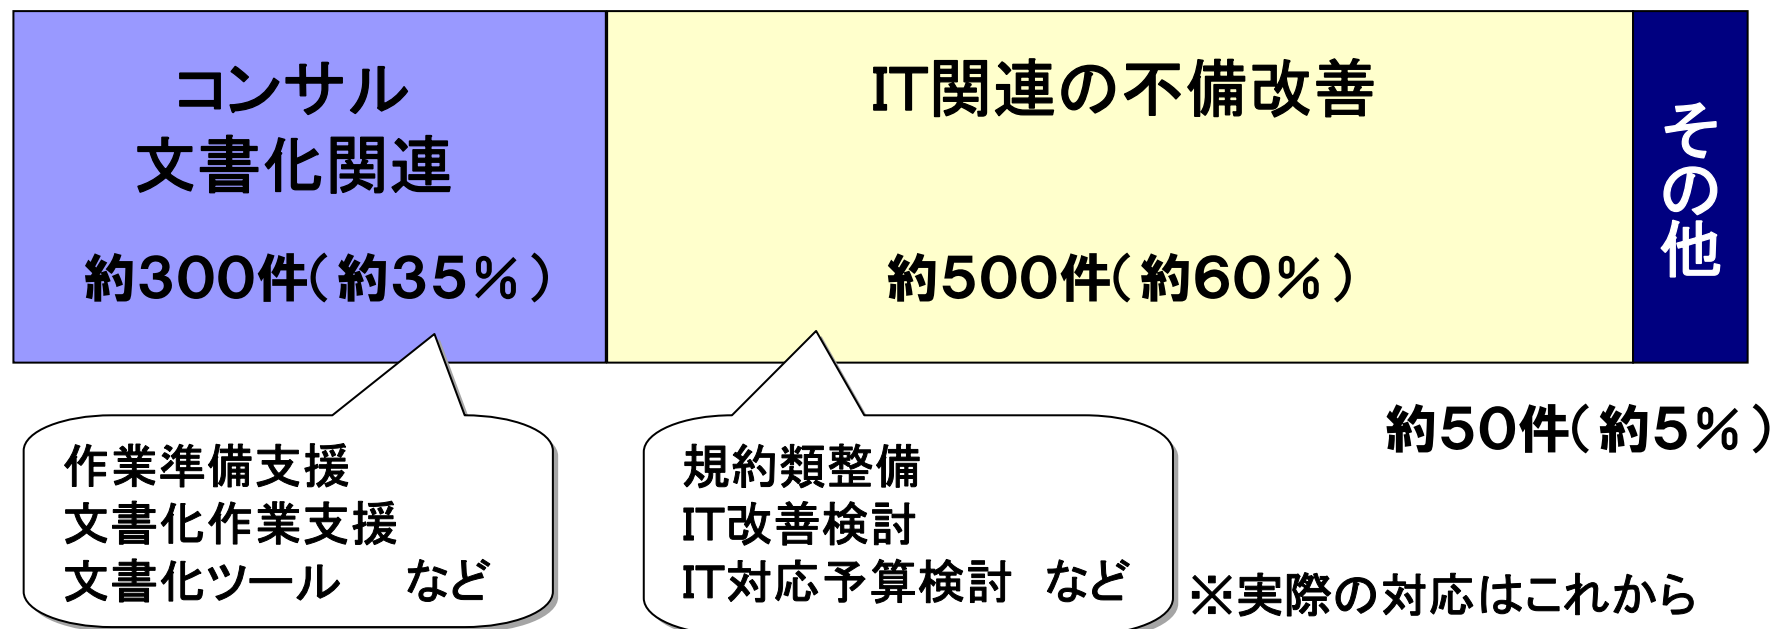 コンサル
文書化関連
約300件(約35%)
IT関連の不備改善
約500件(約60%)
その他
約50件(約5%)
作業準備支援
文書化作業支援
文書化ツール　など
規約類整備
IT改善検討
IT対応予算検討　など
※実際の対応はこれから